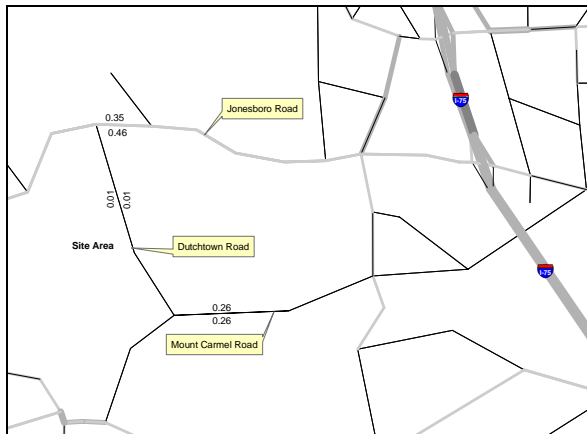 Jonesboro Road
I-75
0.35
0.46
0.01
0.01
Site Area
Dutchtown Road
I-75
0.26
0.26
Mount Carmel Road